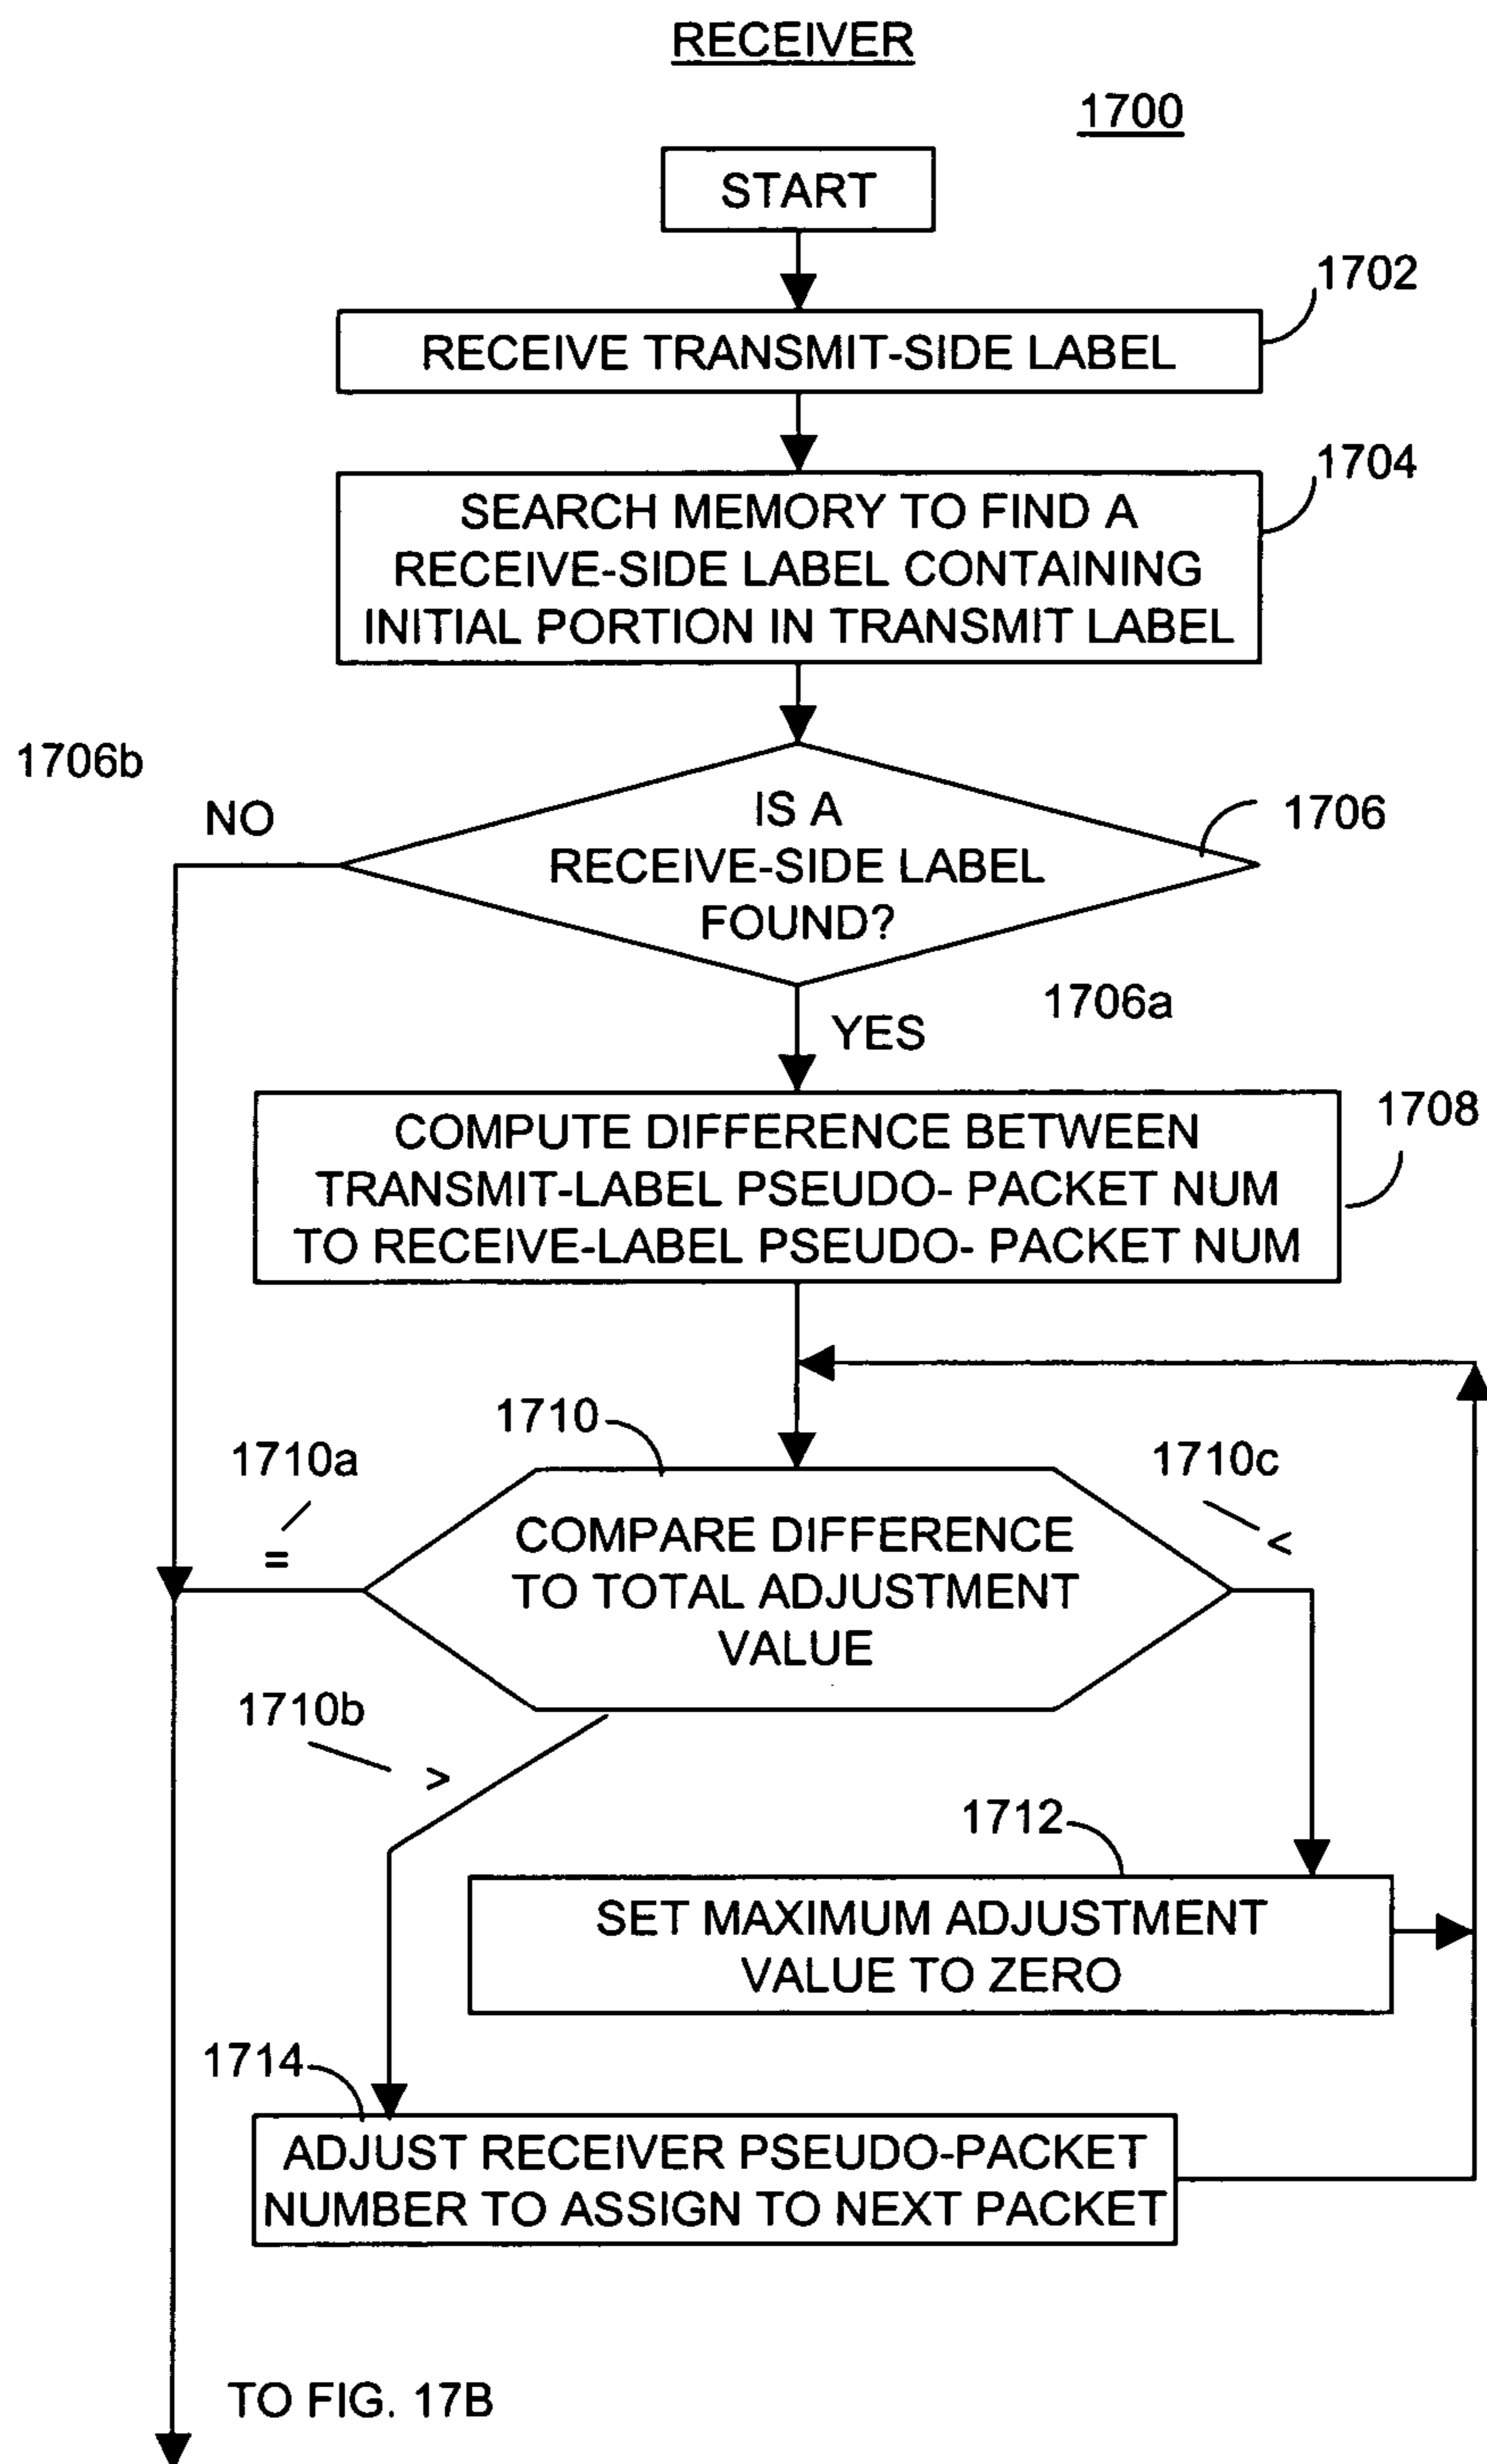 RECEIVER
1700
START
1702
RECEIVE TRANSMIT-SIDE LABEL
1704
SEARCH MEMORY TO FIND A
RECEIVE-SIDE LABEL CONTAINING
INITIAL PORTION IN TRANSMIT LABEL
1706b
NO
IS A
RECEIVE-SIDE LABEL
FOUND?
1706
1706a
YES
COMPUTE DIFFERENCE BETWEEN
TRANSMIT-LABEL PSEUDO- PACKET NUM
TO RECEIVE-LABEL PSEUDO- PACKET NUM
1708
1710
1710a
=
1710c
<
COMPARE DIFFERENCE
TO TOTAL ADJUSTMENT
VALUE
1710b
>
1712
SET MAXIMUM ADJUSTMENT
VALUE TO ZERO
1714
ADJUST RECEIVER PSEUDO-PACKET
NUMBER TO ASSIGN TO NEXT PACKET
TO FIG. 17B